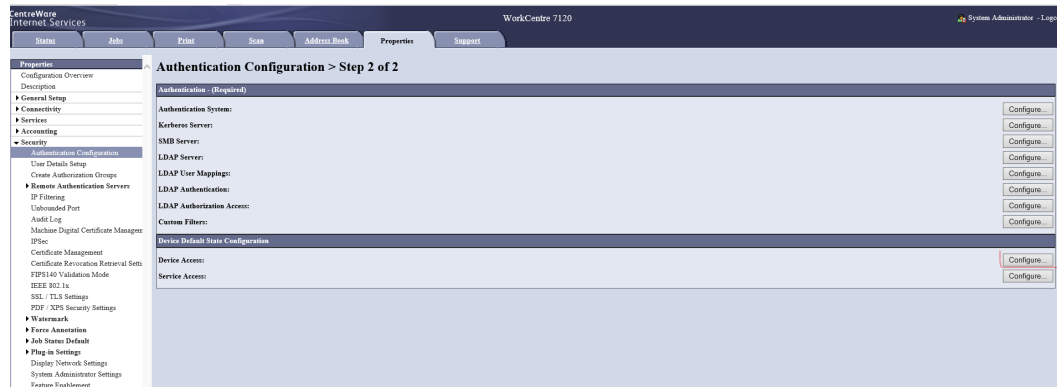 CentreWare
Internet Services
WorkCentre 7120
System Administrator - Logo
Status
Jobs
Print
Scan
Address Book
Properties
Support
Properties
Configuration Overview
Description
General Setup
Connectivity
Services
Accounting
Security
Authentication Configuration
User Details Setup
Create Authorization Groups
Remote Authentication Servers
IP Filtering
Unbounded Port
Audit Log
Machine Digital Certificate Managem
IPSec
Certificate Management
Certificate Revocation Retrieval Setti
FIPS140 Validation Mode
IEEE 802.1x
SSL / TLS Settings
PDF / XPS Security Settings
Watermark
Force Annotation
Job Status Default
Plug-in Settings
Display Network Settings
System Administrator Settings
Feature Enablement
Authentication Configuration > Step 2 of 2
Authentication - (Required)
Authentication System: Configure...
Kerberos Server: Configure...
SMB Server: Configure...
LDAP Server: Configure...
LDAP User Mappings: Configure...
LDAP Authentication: Configure...
LDAP Authorization Access: Configure...
Custom Filters: Configure...
Device Default State Configuration
Device Access: Configure...
Service Access: Configure...